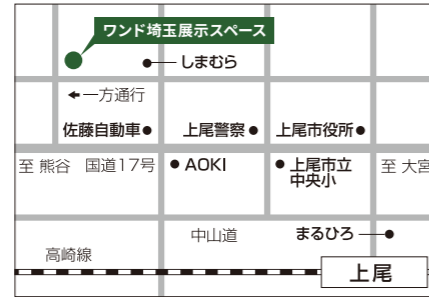 ワンド埼玉展示スペース
しまむら
一方通行
佐藤自動車
上尾警察
上尾市役所
至 熊谷
国道17号
AOKI
上尾市立
中央小
至 大宮
中山道
まるひろ
高崎線
上尾